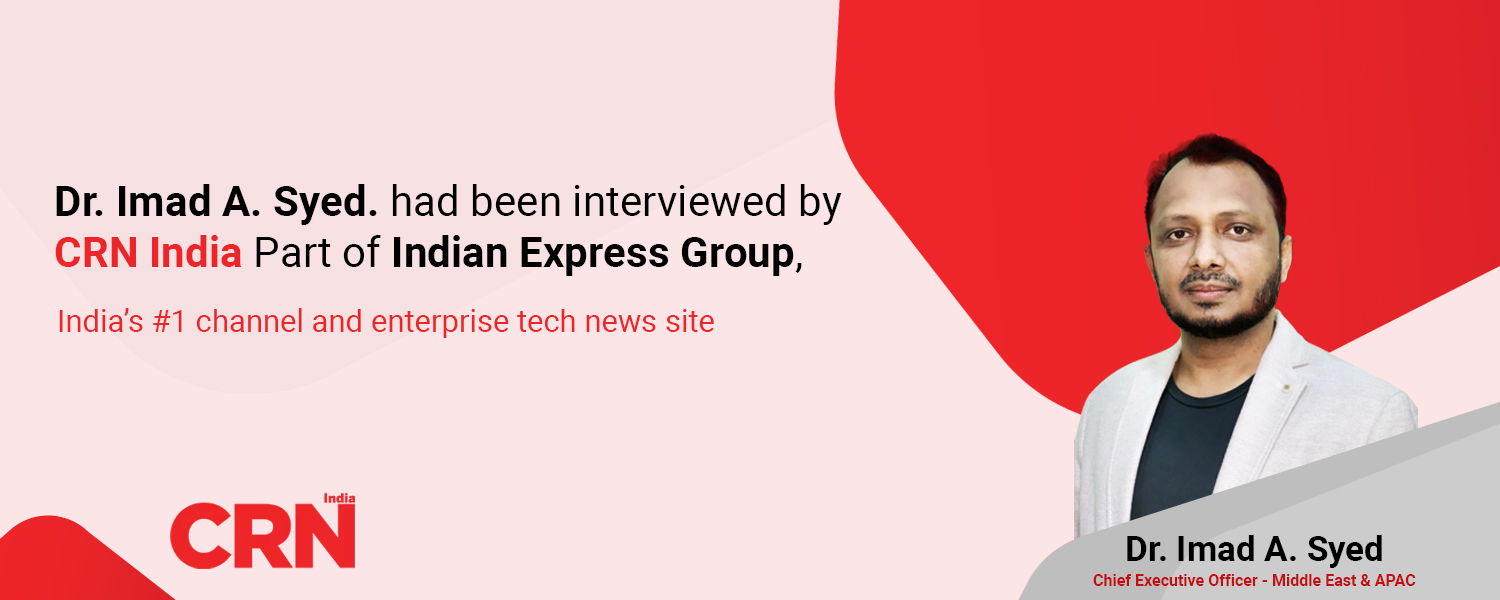 Dr. Imad A. Syed. had been interviewed by
CRN India Part of Indian Express Group,
India’s #1 channel and enterprise tech news site
India
CRN
Dr. Imad A. Syed
Chief Executive Officer - Middle East & APAC